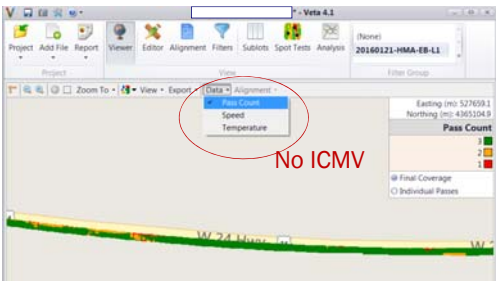 * - Veta 4.1
Project Add File Report Viewer Editor Alignment Filters Sublots Spot Tests Analysis
(None)
20160121-HMA-EB-L1
Project View Filter Group
Zoom To View Export Data Alignment
Pass Count
Speed
Temperature
Easting (m): 527659.1
Northing (m): 4365104.9
Pass Count
3
2
1
Final Coverage
Individual Passes
No ICMV
W 24 Hwy
W